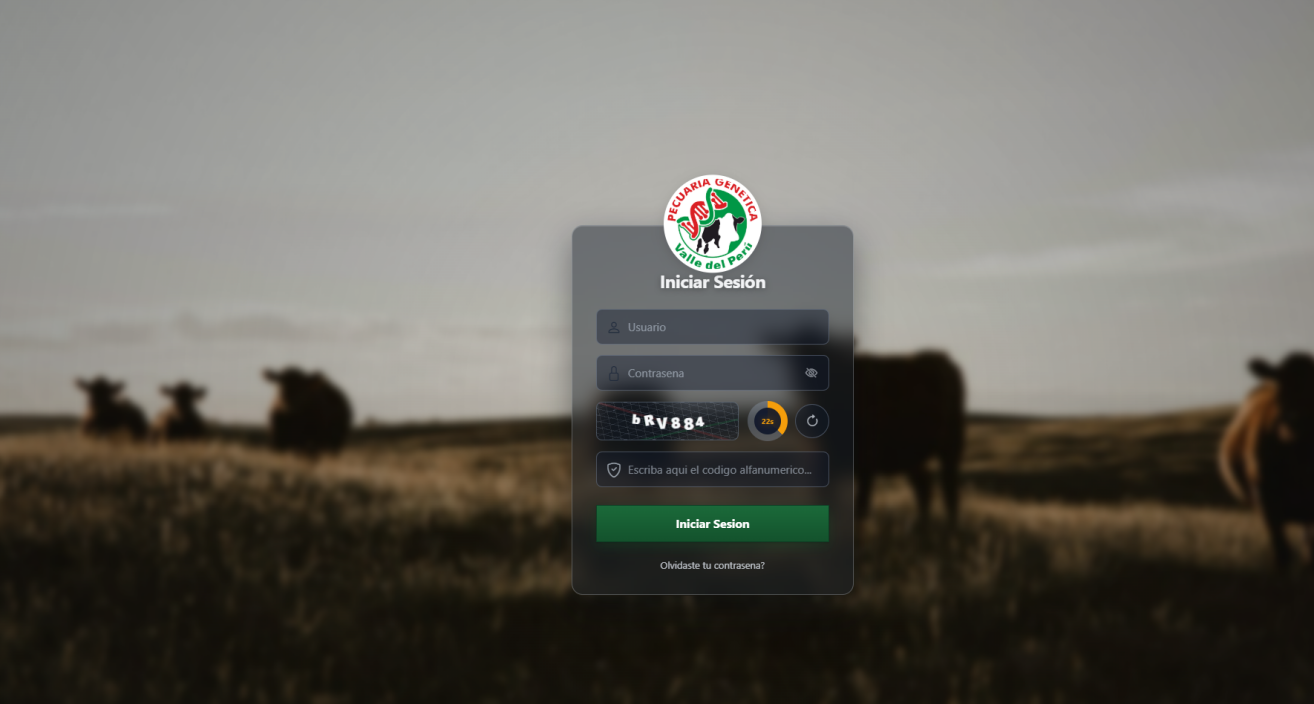 PECUARIA GENETICA
Valle del Perú
Iniciar Sesión
Usuario
Contrasena
bRV884
22s
Escriba aqui el codigo alfanumerico...
Iniciar Sesion
Olvidaste tu contrasena?